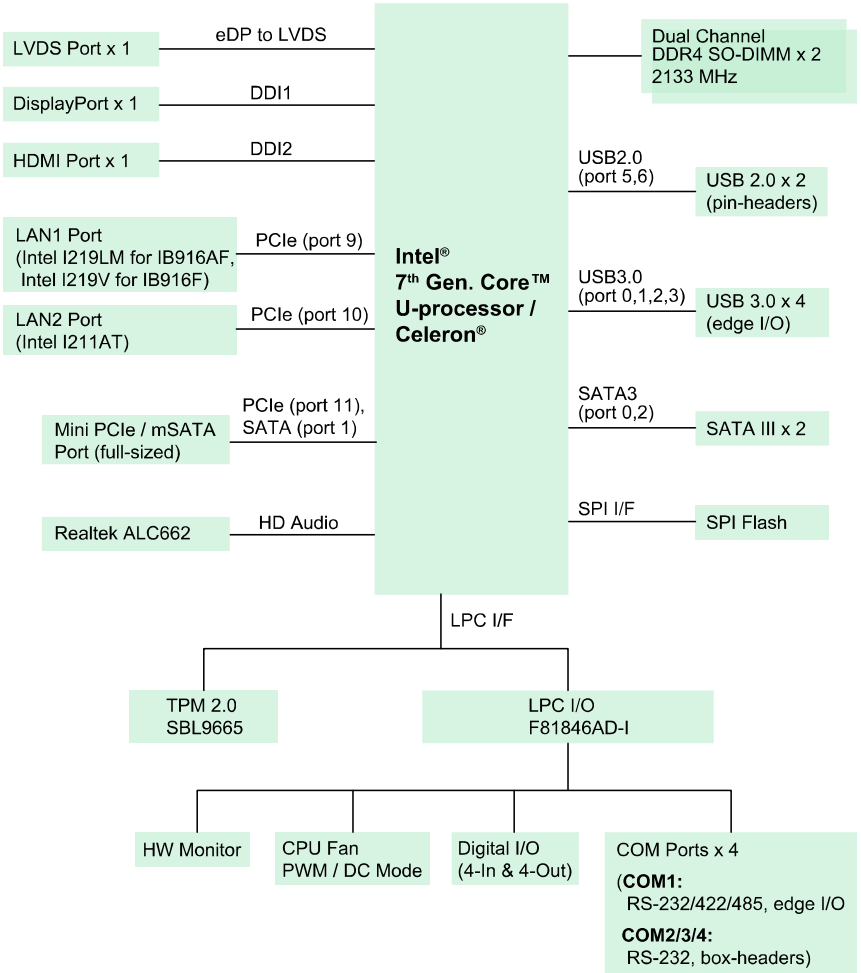 LVDS Port x 1
eDP to LVDS
DisplayPort x 1
DDI1
HDMI Port x 1
DDI2
LAN1 Port
(Intel I219LM for IB916AF,
Intel I219V for IB916F)
PCIe (port 9)
LAN2 Port
(Intel I211AT)
PCIe (port 10)
Mini PCIe / mSATA
Port (full-sized)
PCIe (port 11),
SATA (port 1)
Realtek ALC662
HD Audio
Intel®
7th Gen. Core™
U-processor /
Celeron®
Dual Channel
DDR4 SO-DIMM x 2
2133 MHz
USB2.0
(port 5,6)
USB 2.0 x 2
(pin-headers)
USB3.0
(port 0,1,2,3)
USB 3.0 x 4
(edge I/O)
SATA3
(port 0,2)
SATA III x 2
SPI I/F
SPI Flash
LPC I/F
TPM 2.0
SBL9665
LPC I/O
F81846AD-I
HW Monitor
CPU Fan
PWM / DC Mode
Digital I/O
(4-In & 4-Out)
COM Ports x 4
(COM1:
RS-232/422/485, edge I/O
COM2/3/4:
RS-232, box-headers)